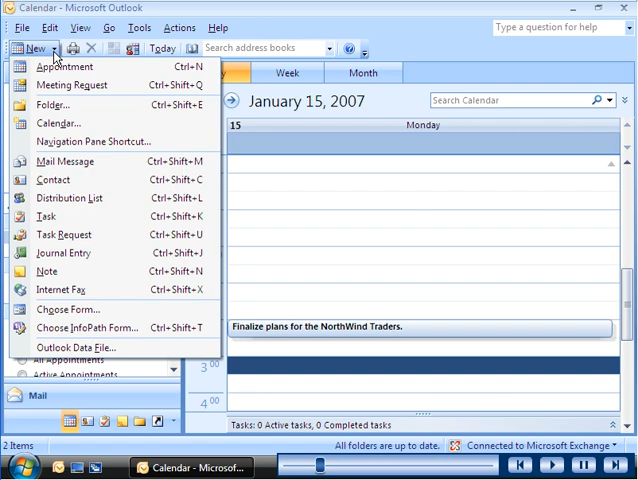 Calendar - Microsoft Outlook
File Edit View Go Tools Actions Help
Type a question for help
New Today Search address books
Appointment Ctrl+N
Meeting Request Ctrl+Shift+Q
Folder... Ctrl+Shift+E
Calendar...
Navigation Pane Shortcut...
Mail Message Ctrl+Shift+M
Contact Ctrl+Shift+C
Distribution List Ctrl+Shift+L
Task Ctrl+Shift+K
Task Request Ctrl+Shift+U
Journal Entry Ctrl+Shift+J
Note Ctrl+Shift+N
Internet Fax Ctrl+Shift+X
Choose Form...
Choose InfoPath Form... Ctrl+Shift+T
Outlook Data File...
All Appointments
Active Appointments
Mail
y Week Month
January 15, 2007
Search Calendar
15 Monday
Finalize plans for the NorthWind Traders.
3 00
4 00
Tasks: 0 Active tasks, 0 Completed tasks
2 Items All folders are up to date. Connected to Microsoft Exchange
Calendar - Microsof...